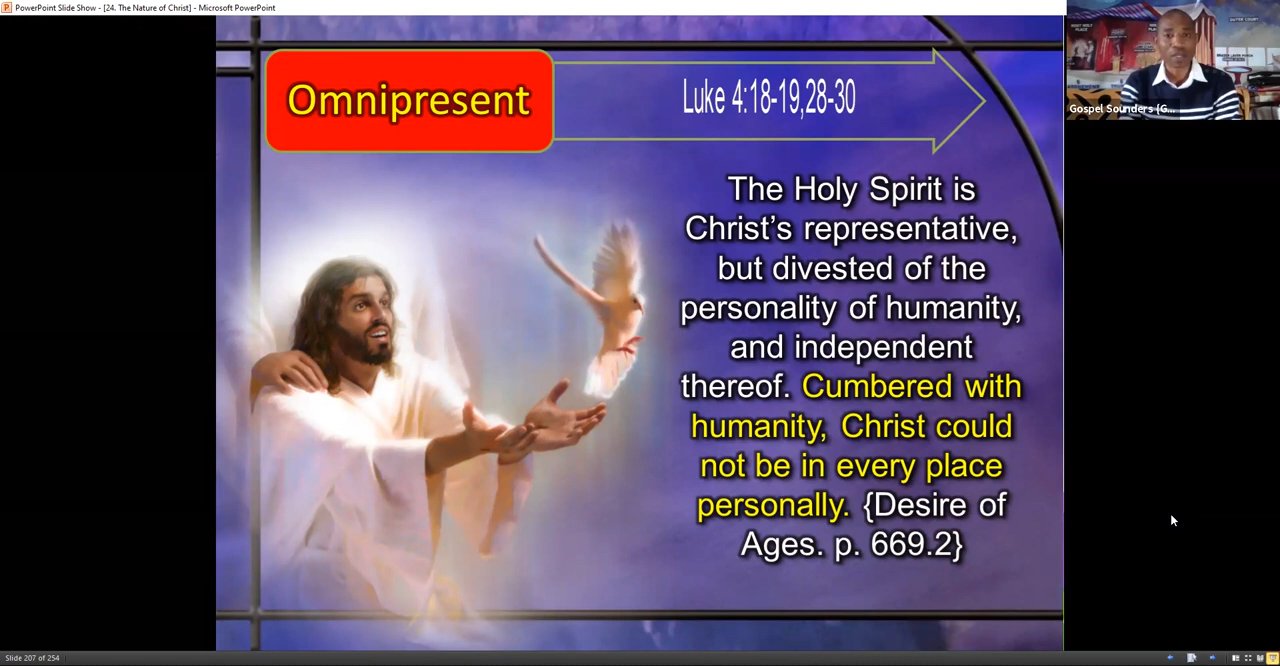 PowerPoint Slide Show - [24. The Nature of Christ] - Microsoft PowerPoint
Omnipresent
Luke 4:18-19,28-30
The Holy Spirit is
Christ’s representative,
but divested of the
personality of humanity,
and independent
thereof. Cumbered with
humanity, Christ could
not be in every place
personally. {Desire of
Ages. p. 669.2}
Gospel Sounders (G...
OUTER COURT
Slide 207 of 254